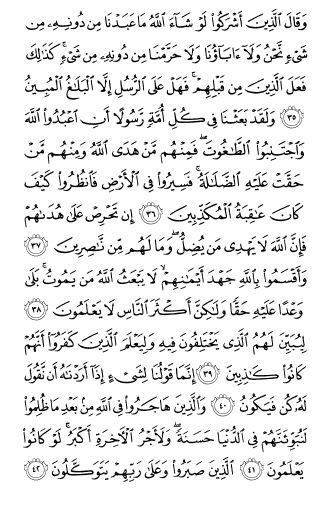 وَقَالَ ٱلَّذِينَ أَشْرَكُوا۟ لَوْ شَآءَ ٱللَّهُ مَا عَبَدْنَا مِن دُونِهِۦ مِن
شَىْءٍ نَّحْنُ وَلَآ ءَابَآؤُنَا وَلَا حَرَّمْنَا مِن دُونِهِۦ مِن شَىْءٍ ۚ كَذَٰلِكَ
فَعَلَ ٱلَّذِينَ مِن قَبْلِهِمْ ۚ فَهَلْ عَلَى ٱلرُّسُلِ إِلَّا ٱلْبَلَٰغُ ٱلْمُبِينُ
﴿٣٥﴾ وَلَقَدْ بَعَثْنَا فِى كُلِّ أُمَّةٍ رَّسُولًا أَنِ ٱعْبُدُوا۟ ٱللَّهَ
وَٱجْتَنِبُوا۟ ٱلطَّٰغُوتَ ۖ فَمِنْهُم مَّنْ هَدَى ٱللَّهُ وَمِنْهُم مَّنْ
حَقَّتْ عَلَيْهِ ٱلضَّلَٰلَةُ ۚ فَسِيرُوا۟ فِى ٱلْأَرْضِ فَٱنظُرُوا۟ كَيْفَ
كَانَ عَٰقِبَةُ ٱلْمُكَذِّبِينَ ﴿٣٦﴾ إِن تَحْرِصْ عَلَىٰ هُدَىٰهُمْ
فَإِنَّ ٱللَّهَ لَا يَهْدِى مَن يُضِلُّ ۖ وَمَا لَهُم مِّن نَّٰصِرِينَ ﴿٣٧﴾
وَأَقْسَمُوا۟ بِٱللَّهِ جَهْدَ أَيْمَٰنِهِمْ ۙ لَا يَبْعَثُ ٱللَّهُ مَن يَمُوتُ ۚ بَلَىٰ
وَعْدًا عَلَيْهِ حَقًّا وَلَٰكِنَّ أَكْثَرَ ٱلنَّاسِ لَا يَعْلَمُونَ ﴿٣٨﴾
لِيُبَيِّنَ لَهُمُ ٱلَّذِى يَخْتَلِفُونَ فِيهِ وَلِيَعْلَمَ ٱلَّذِينَ كَفَرُوٓا۟ أَنَّهُمْ
كَانُوا۟ كَٰذِبِينَ ﴿٣٩﴾ إِنَّمَا قَوْلُنَا لِشَىْءٍ إِذَآ أَرَدْنَٰهُ أَن نَّقُولَ
لَهُۥ كُن فَيَكُونُ ﴿٤٠﴾ وَٱلَّذِينَ هَاجَرُوا۟ فِى ٱللَّهِ مِنۢ بَعْدِ مَا ظُلِمُوا۟
لَنُبَوِّئَنَّهُمْ فِى ٱلدُّنْيَا حَسَنَةً ۖ وَلَأَجْرُ ٱلْءَاخِرَةِ أَكْبَرُ ۚ لَوْ كَانُوا۟
يَعْلَمُونَ ﴿٤١﴾ ٱلَّذِينَ صَبَرُوا۟ وَعَلَىٰ رَبِّهِمْ يَتَوَكَّلُونَ ﴿٤٢﴾